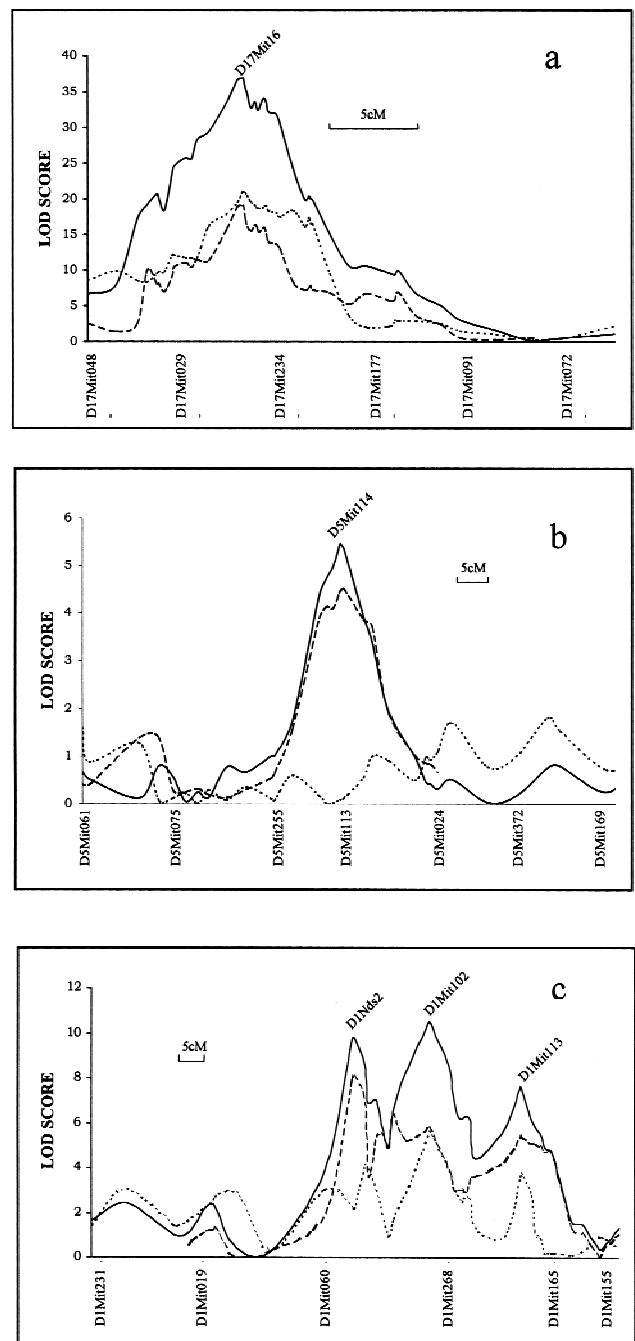 a
D17Mit16
5cM
LOD SCORE
40
35
30
25
20
15
10
5
0
D17Mit048
D17Mit029
D17Mit234
D17Mit177
D17Mit091
D17Mit072
b
D5Mit114
5cM
LOD SCORE
6
5
4
3
2
1
0
D5Mit061
D5Mit075
D5Mit255
D5Mit113
D5Mit024
D5Mit372
D5Mit169
c
D1Nds2
D1Mit102
D1Mit113
5cM
LOD SCORE
12
10
8
6
4
2
0
D1Mit231
D1Mit019
D1Mit060
D1Mit268
D1Mit165
D1Mit155